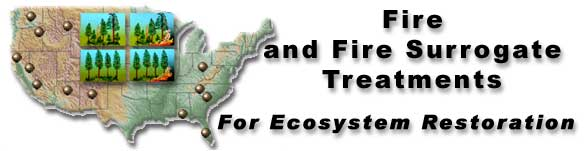 Fire
and Fire Surrogate
Treatments
For Ecosystem Restoration